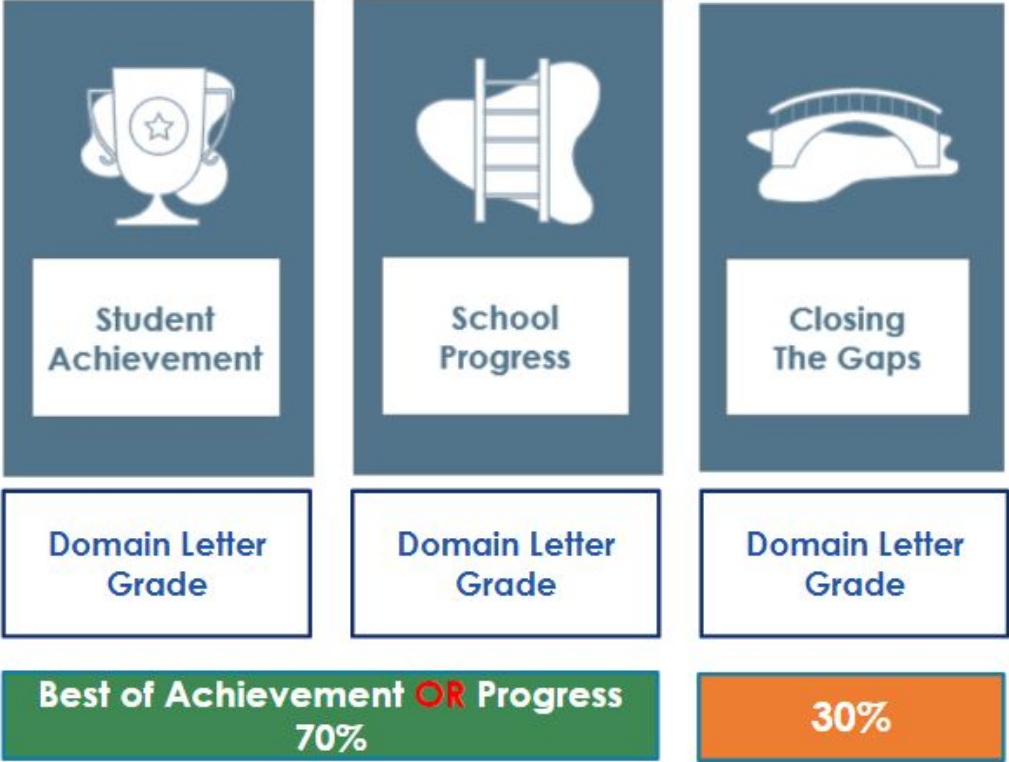 Student
Achievement
School
Progress
Closing
The Gaps
Domain Letter
Grade
Domain Letter
Grade
Domain Letter
Grade
Best of Achievement OR Progress
70%
30%